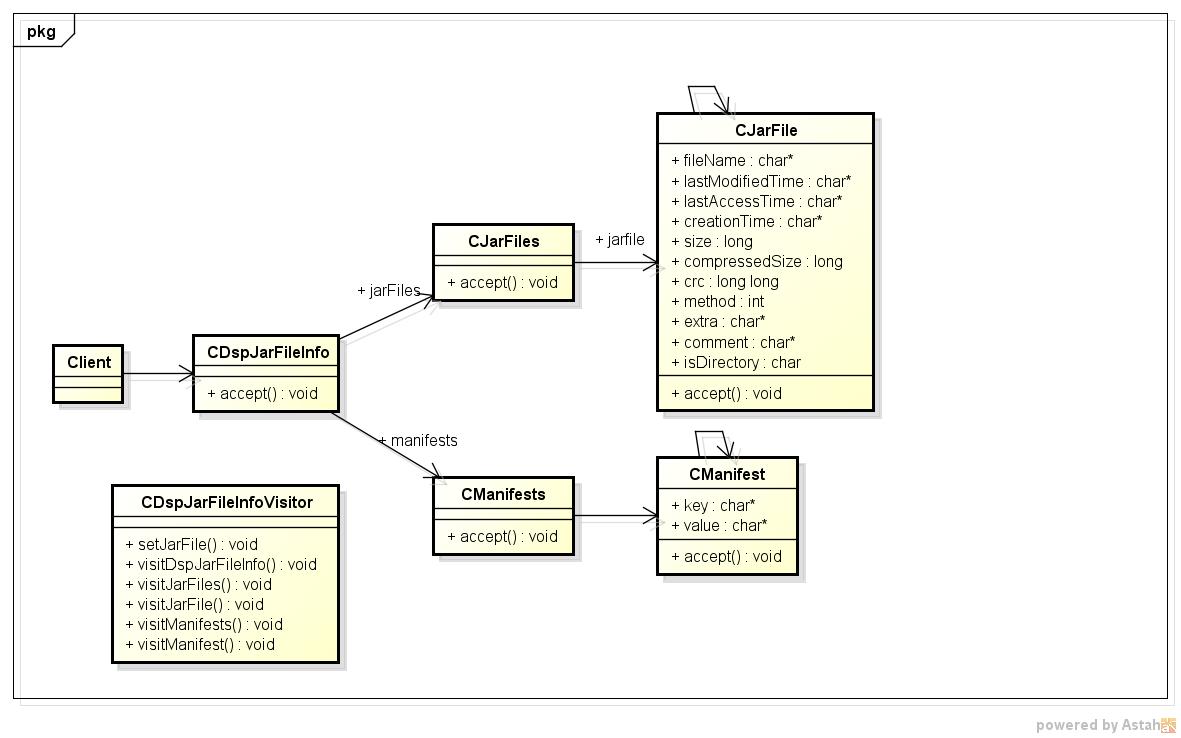 pkg
CJarFile
+ fileName : char*
+ lastModifiedTime : char*
+ lastAccessTime : char*
+ creationTime : char*
+ size : long
+ compressedSize : long
+ crc : long long
+ method : int
+ extra : char*
+ comment : char*
+ isDirectory : char
+ accept() : void
CJarFiles
+ accept() : void
+ jarfile
+ jarFiles
Client
CDspJarFileInfo
+ accept() : void
+ manifests
CManifests
+ accept() : void
CManifest
+ key : char*
+ value : char*
+ accept() : void
CDspJarFileInfoVisitor
+ setJarFile() : void
+ visitDspJarFileInfo() : void
+ visitJarFiles() : void
+ visitJarFile() : void
+ visitManifests() : void
+ visitManifest() : void
powered by Astah